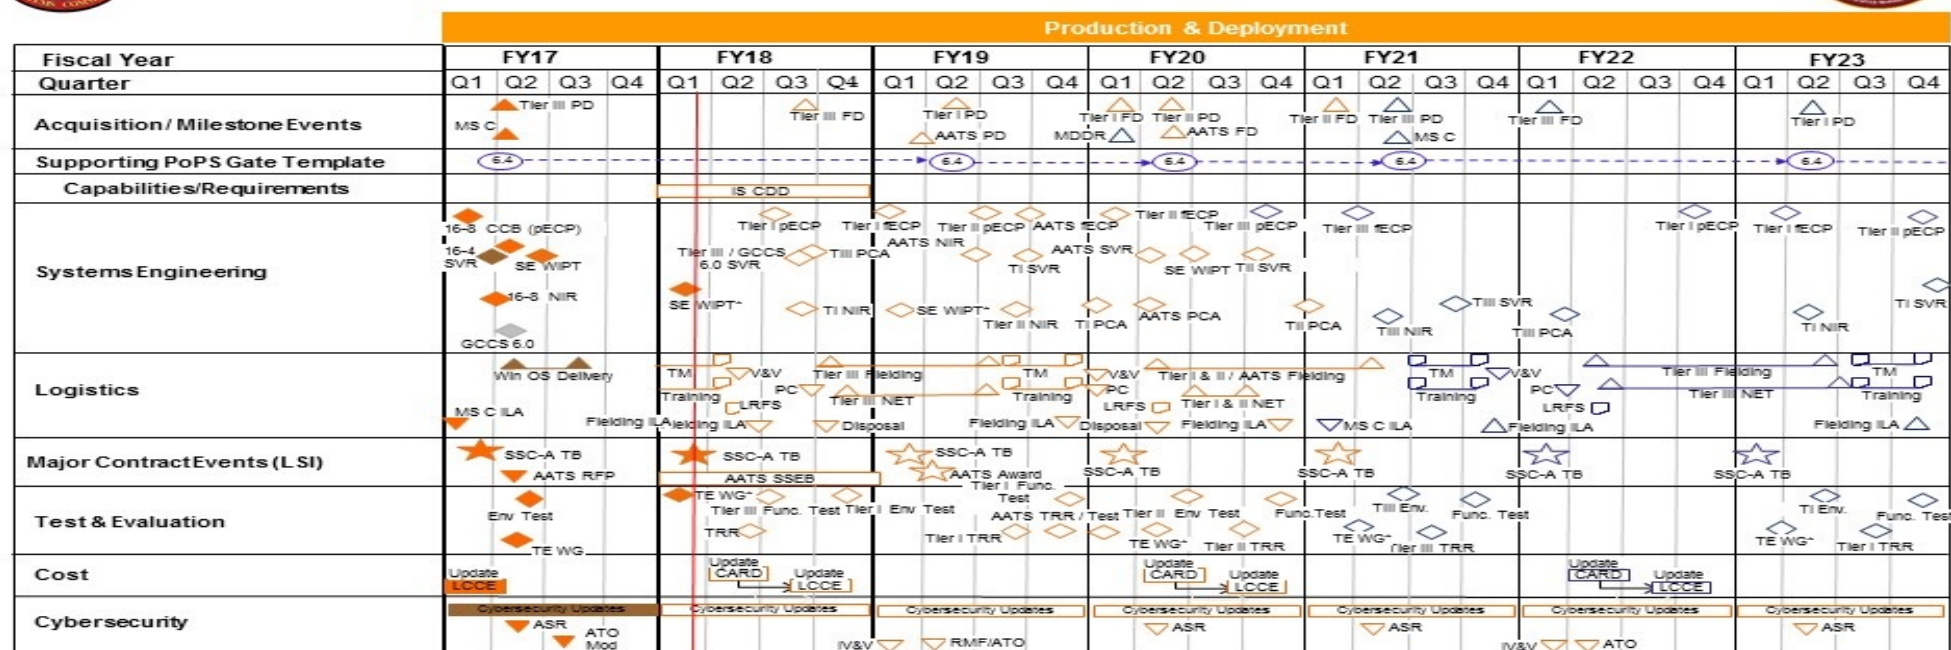 Production & Deployment
Fiscal Year FY17 FY18 FY19 FY20 FY21 FY22 FY23
Quarter Q1 Q2 Q3 Q4 Q1 Q2 Q3 Q4 Q1 Q2 Q3 Q4 Q1 Q2 Q3 Q4 Q1 Q2 Q3 Q4 Q1 Q2 Q3 Q4 Q1 Q2 Q3 Q4
Acquisition / Milestone Events
Tier III PD Tier III FD Tier I PD Tier I FD Tier II PD Tier II FD Tier III PD Tier III FD Tier I PD
MS C AATS PD MDDR AATS FD MS C
Supporting PoPS Gate Template 6.4 6.4 6.4 6.4 6.4
Capabilities/Requirements IS CDD
Systems Engineering
16-8 CCB (pECP) Tier I pECP Tier I fECP Tier II pECP AATS fECP Tier II fECP Tier III pECP Tier III fECP Tier I pECP Tier I fECP Tier II pECP
16-4 SVR SE WIPT Tier III / GCCS 6.0 SVR TIII PCA AATS NIR TI SVR AATS SVR SE WIPT TII SVR
16-8 NIR SE WIPT* TI NIR SE WIPT* Tier II NIR TI PCA AATS PCA TII PCA TIII NIR TIII SVR TIII PCA TI NIR TI SVR
GCCS 6.0
Logistics
Win OS Delivery TM V&V Tier III Fielding TM V&V Tier I & II / AATS Fielding TM V&V Tier III Fielding TM
Training PC Tier III NET Training PC Tier I & II NET Training PC Tier III NET Training
MS C ILA LRFS LRFS LRFS
Fielding ILA Fielding ILA Disposal Fielding ILA Disposal Fielding ILA MS C ILA Fielding ILA Fielding ILA
Major Contract Events (LSI)
SSC-A TB SSC-A TB SSC-A TB SSC-A TB SSC-A TB SSC-A TB SSC-A TB
AATS RFP AATS SSEB AATS Award
Test & Evaluation
Env Test TE WG* Tier III Func. Test Tier I Env Test Tier I Func. Test AATS TRR / Test Tier II Env Test Func.Test TIII Env. Func. Test TI Env. Func. Test
TE WG TRR Tier I TRR TE WG* Tier II TRR TE WG* Tier III TRR TE WG* Tier I TRR
Cost
Update LCCE Update CARD Update LCCE Update CARD Update LCCE Update CARD Update LCCE
Cybersecurity
Cybersecurity Updates Cybersecurity Updates Cybersecurity Updates Cybersecurity Updates Cybersecurity Updates Cybersecurity Updates Cybersecurity Updates
ASR ASR ASR ASR
ATO Mod IV&V RMF/ATO IV&V ATO